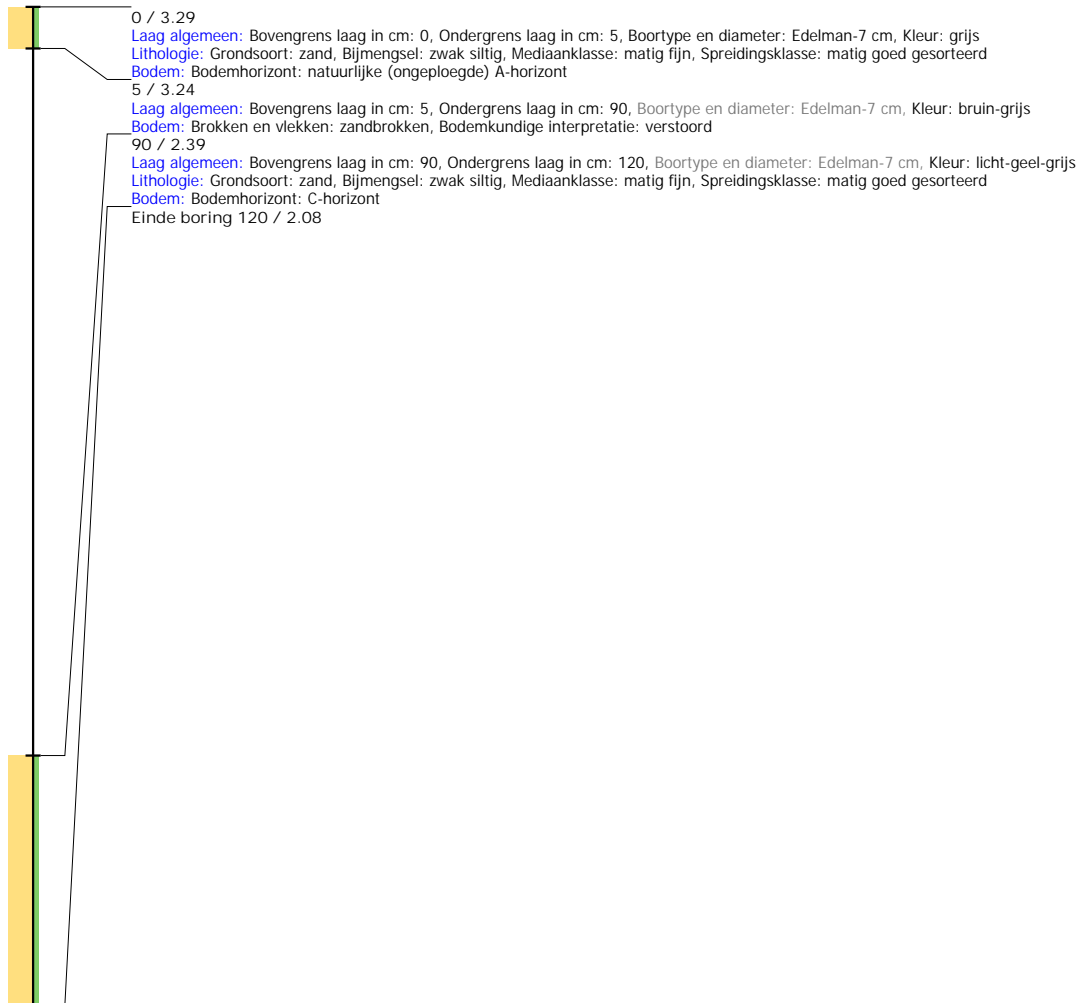 0 / 3.29
Laag algemeen: Bovengrens laag in cm: 0, Ondergrens laag in cm: 5, Boortype en diameter: Edelman-7 cm, Kleur: grijs
Lithologie: Grondsoort: zand, Bijmengsel: zwak siltig, Mediaanklasse: matig fijn, Spreidingsklasse: matig goed gesorteerd
Bodem: Bodemhorizont: natuurlijke (ongeploegde) A-horizont
5 / 3.24
Laag algemeen: Bovengrens laag in cm: 5, Ondergrens laag in cm: 90, Boortype en diameter: Edelman-7 cm, Kleur: bruin-grijs
Bodem: Brokken en vlekken: zandbrokken, Bodemkundige interpretatie: verstoord
90 / 2.39
Laag algemeen: Bovengrens laag in cm: 90, Ondergrens laag in cm: 120, Boortype en diameter: Edelman-7 cm, Kleur: licht-geel-grijs
Lithologie: Grondsoort: zand, Bijmengsel: zwak siltig, Mediaanklasse: matig fijn, Spreidingsklasse: matig goed gesorteerd
Bodem: Bodemhorizont: C-horizont
Einde boring 120 / 2.08